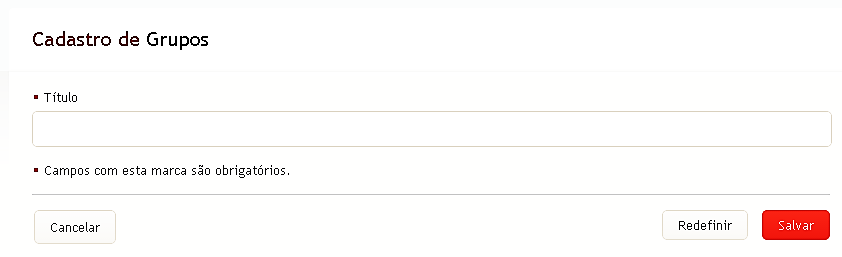 Cadastro de Grupos
Título
Campos com esta marca são obrigatórios.
Cancelar Redefinir Salvar